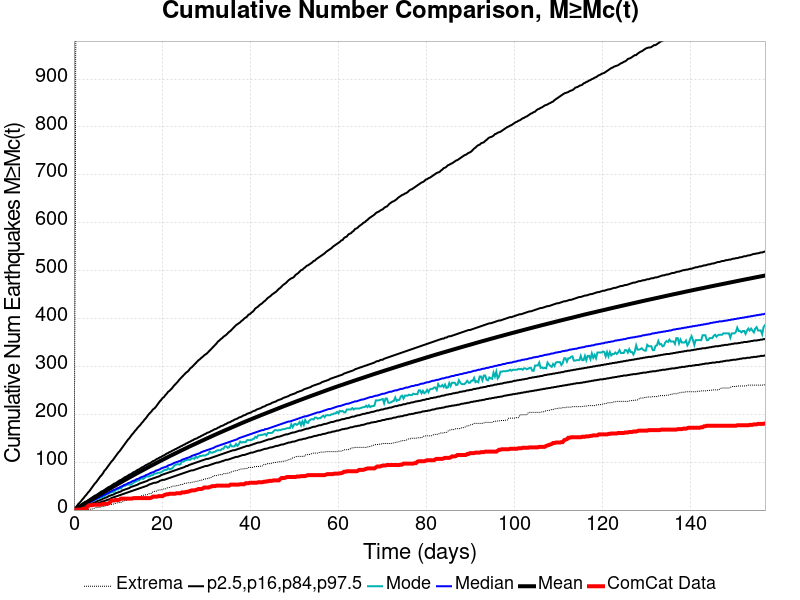 Cumulative Number Comparison, M≥Mc(t)
Cumulative Num Earthquakes M≥Mc(t)
900
800
700
600
500
400
300
200
100
0
0 20 40 60 80 100 120 140
Time (days)
Extrema p2.5,p16,p84,p97.5 Mode Median Mean ComCat Data